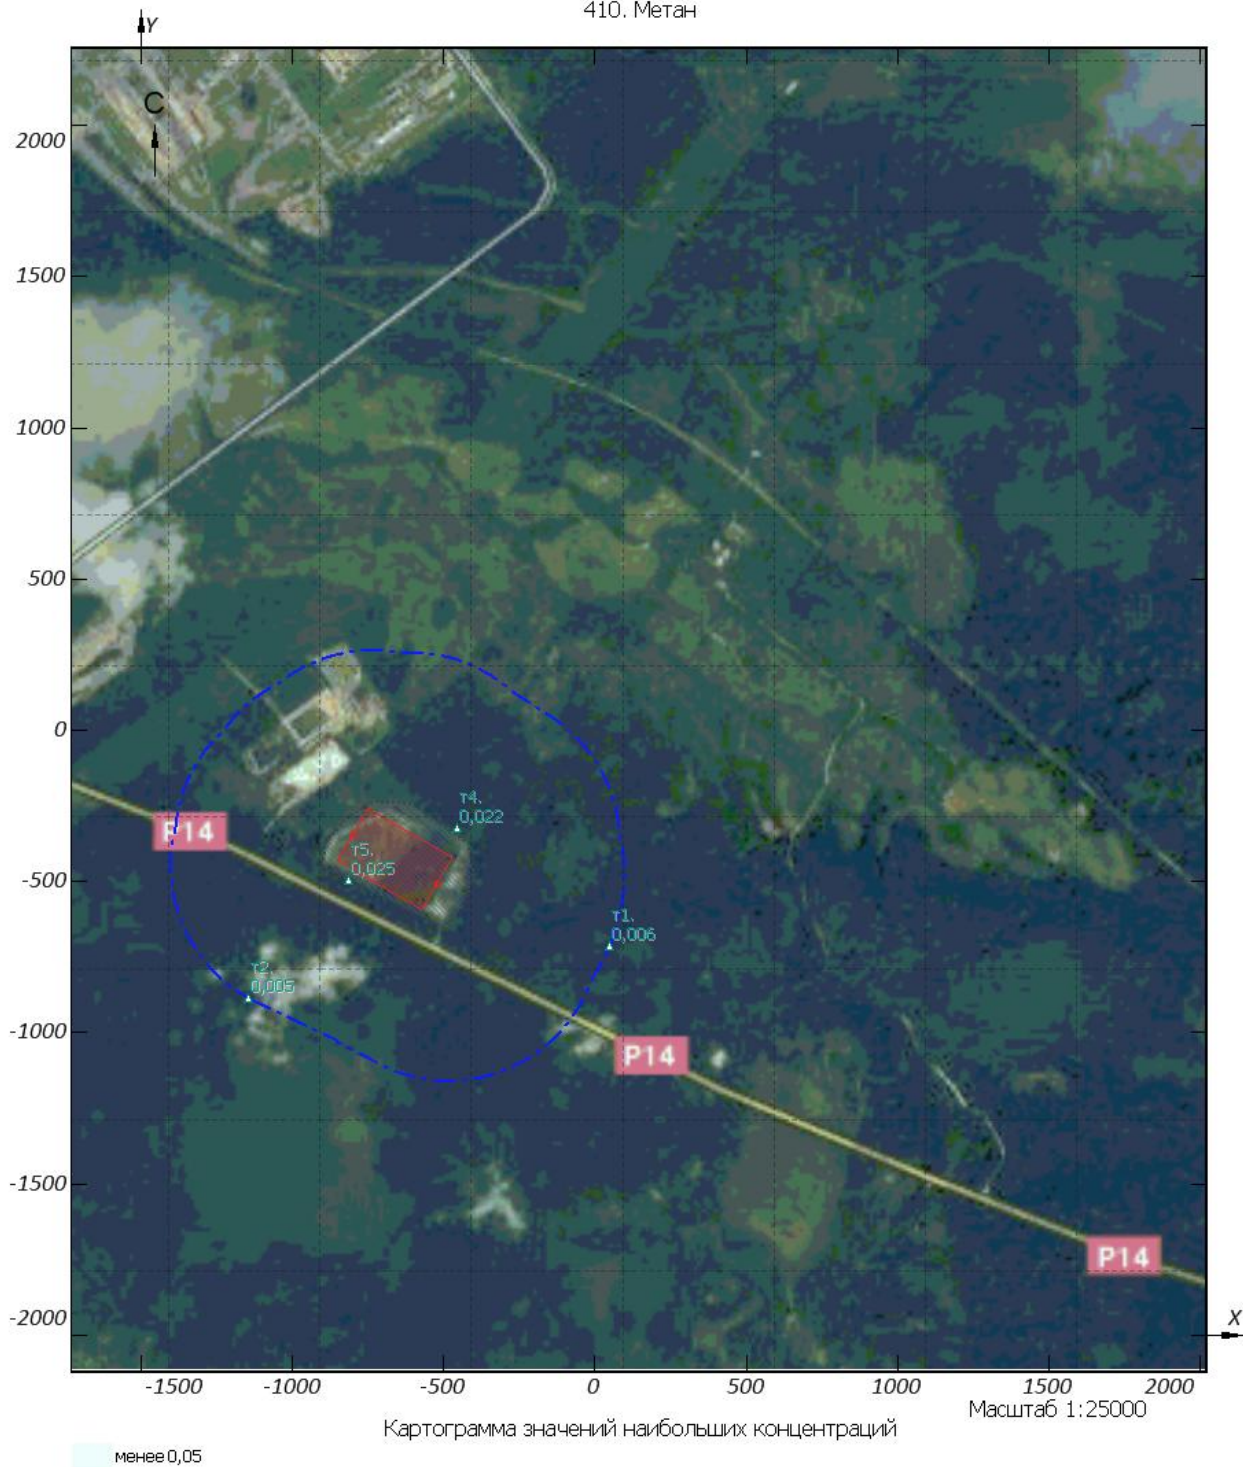 410. Метан
Y
С
2000
1500
1000
500
0
т4.
0,022
Р14
т5.
0,025
-500
т1.
0,006
т2.
0,005
-1000
Р14
-1500
Р14
-2000
X
-1500
-1000
-500
0
500
1000
1500
2000
Масштаб 1:25000
Картограмма значений наибольших концентраций
менее 0,05